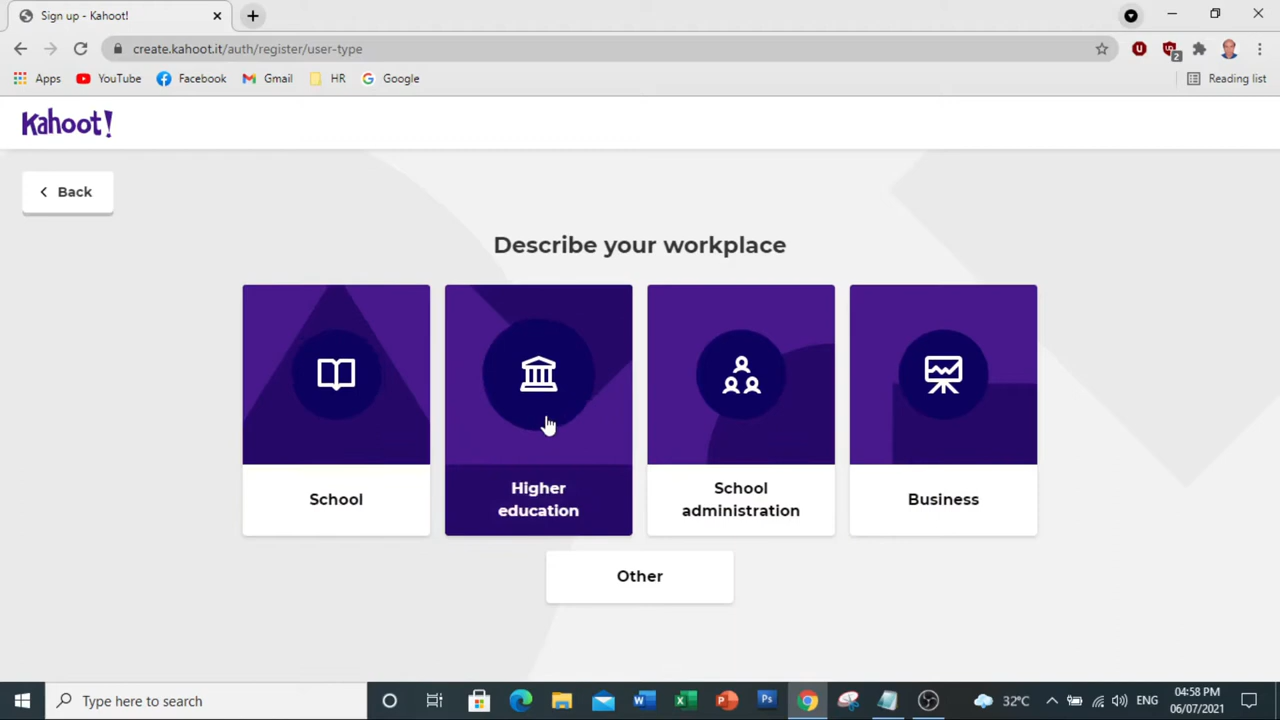 Sign up - Kahoot!
create.kahoot.it/auth/register/user-type
2
Apps YouTube Facebook Gmail HR Google Reading list
Kahoot!
Back
Describe your workplace
School
Higher
education
School
administration
Business
Other
Type here to search
32°C ENG
04:58 PM
06/07/2021